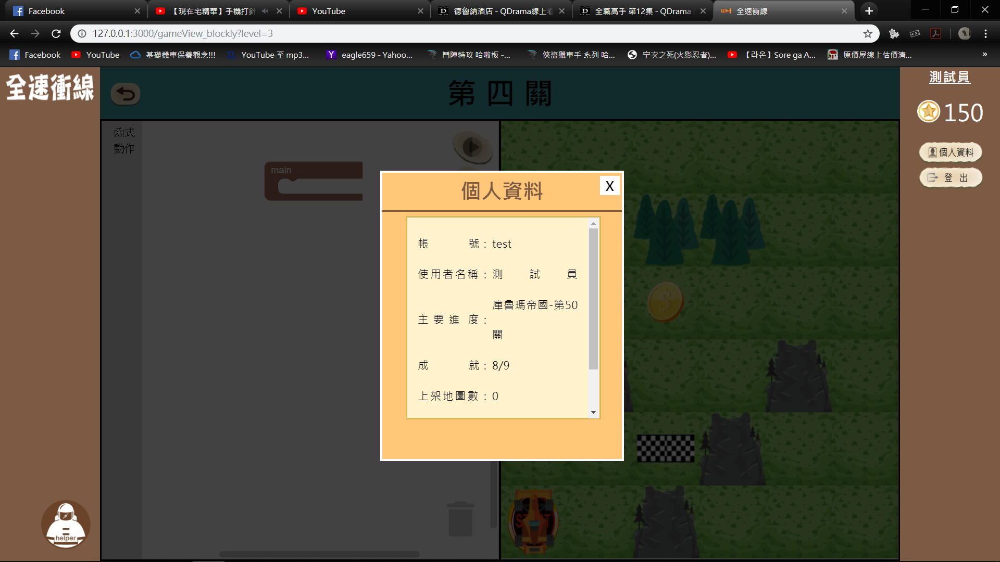 Facebook
【現在宅精華】手機打針
YouTube
德魯納酒店 - QDrama線上看
全職高手 第12集 - QDrama
全速衝線
127.0.0.1:3000/gameView_blockly?level=3
Facebook
YouTube
基礎機車保養觀念!!!
YouTube 至 mp3...
eagle659 - Yahoo...
鬥陣特攻 哈啦板 -...
俠盜獵車手 系列 哈...
宁次之死(火影忍者)...
【라온】Sore ga A...
原價屋線上估價清...
»
全速衝線
第四關
測試員
150
個人資料
登 出
函式
動作
main
個人資料
X
帳號：test
使用者名稱：測試員
主要進度：庫魯瑪帝國-第50
關
成就：8/9
上架地圖數：0
START
helper